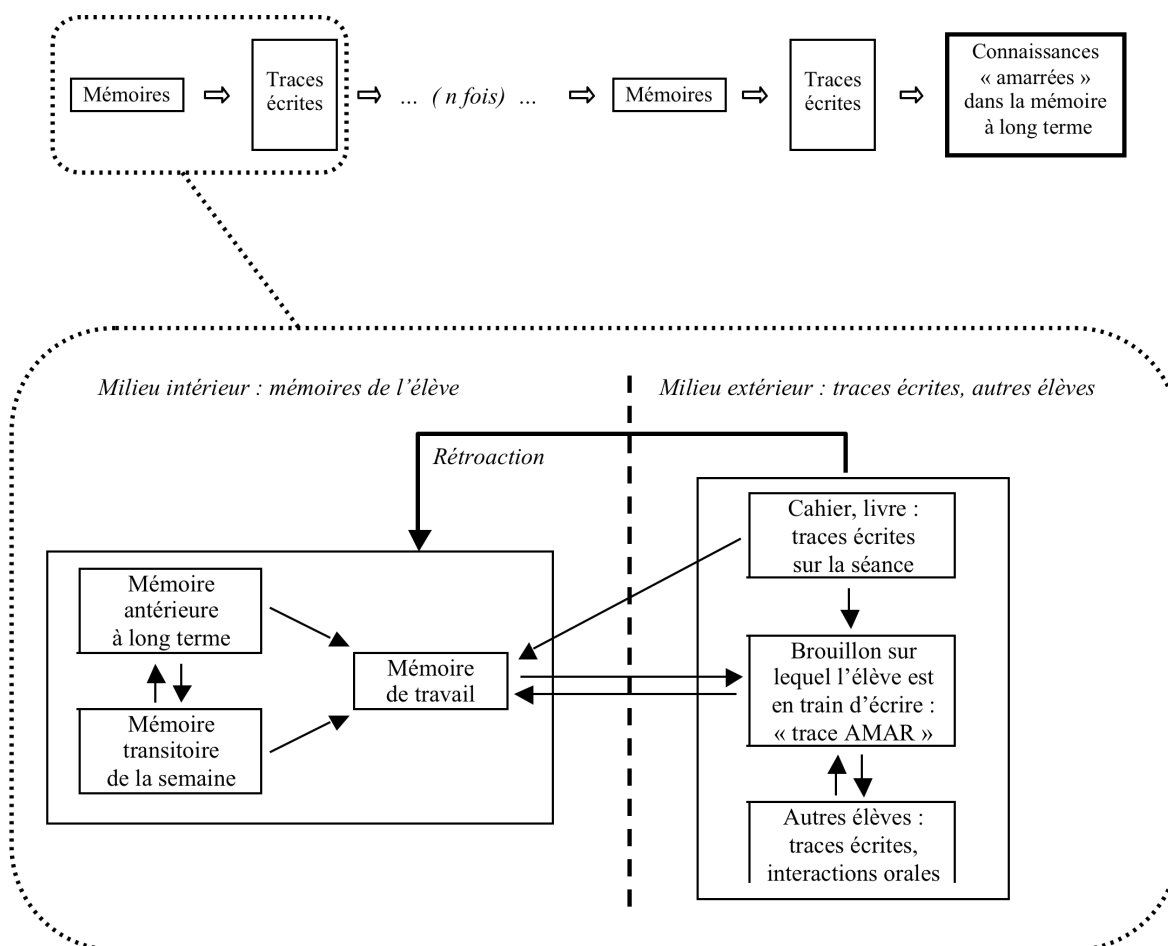 Mémoires
Traces
écrites
... ( n fois) ...
Mémoires
Traces
écrites
Connaissances
« amarrées »
dans la mémoire
à long terme
Milieu intérieur : mémoires de l’élève
Milieu extérieur : traces écrites, autres élèves
Rétroaction
Cahier, livre :
traces écrites
sur la séance
Mémoire
antérieure
à long terme
Mémoire
de travail
Brouillon sur
lequel l’élève est
en train d’écrire :
« trace AMAR »
Mémoire
transitoire
de la semaine
Autres élèves :
traces écrites,
interactions orales